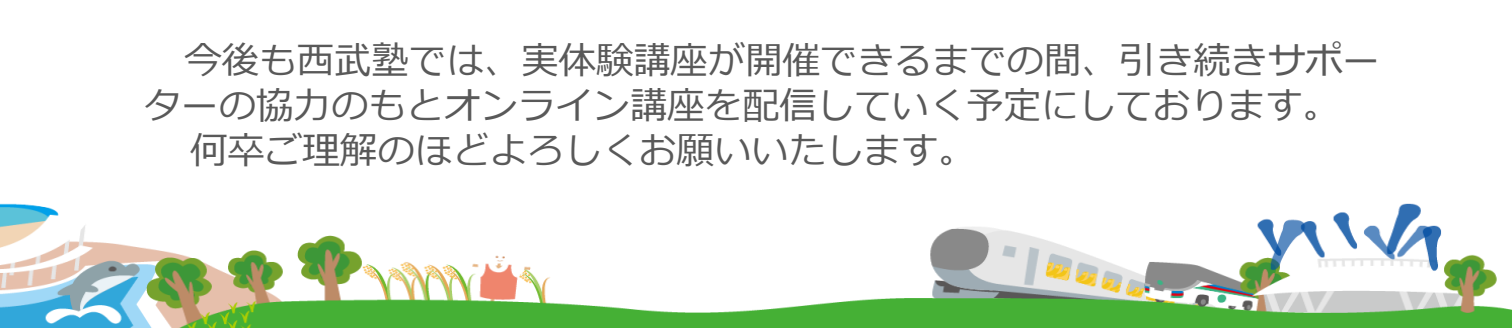 今後も西武塾では、実体験講座が開催できるまでの間、引き続きサポー
ターの協力のもとオンライン講座を配信していく予定にしております。
何卒ご理解のほどよろしくお願いいたします。